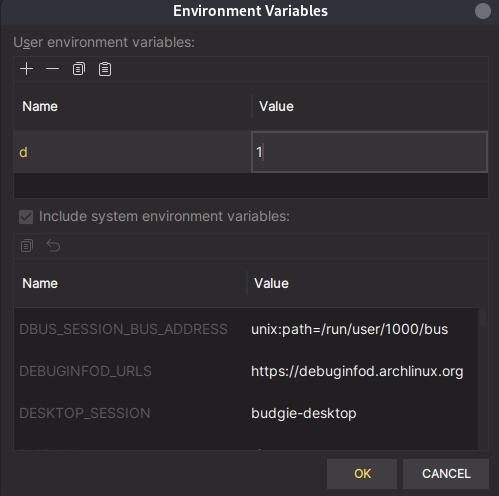 Environment Variables
User environment variables:
Name Value
d 1
Include system environment variables:
Name Value
DBUS_SESSION_BUS_ADDRESS unix:path=/run/user/1000/bus
DEBUGINFOD_URLS https://debuginfod.archlinux.org
DESKTOP_SESSION budgie-desktop
OK CANCEL